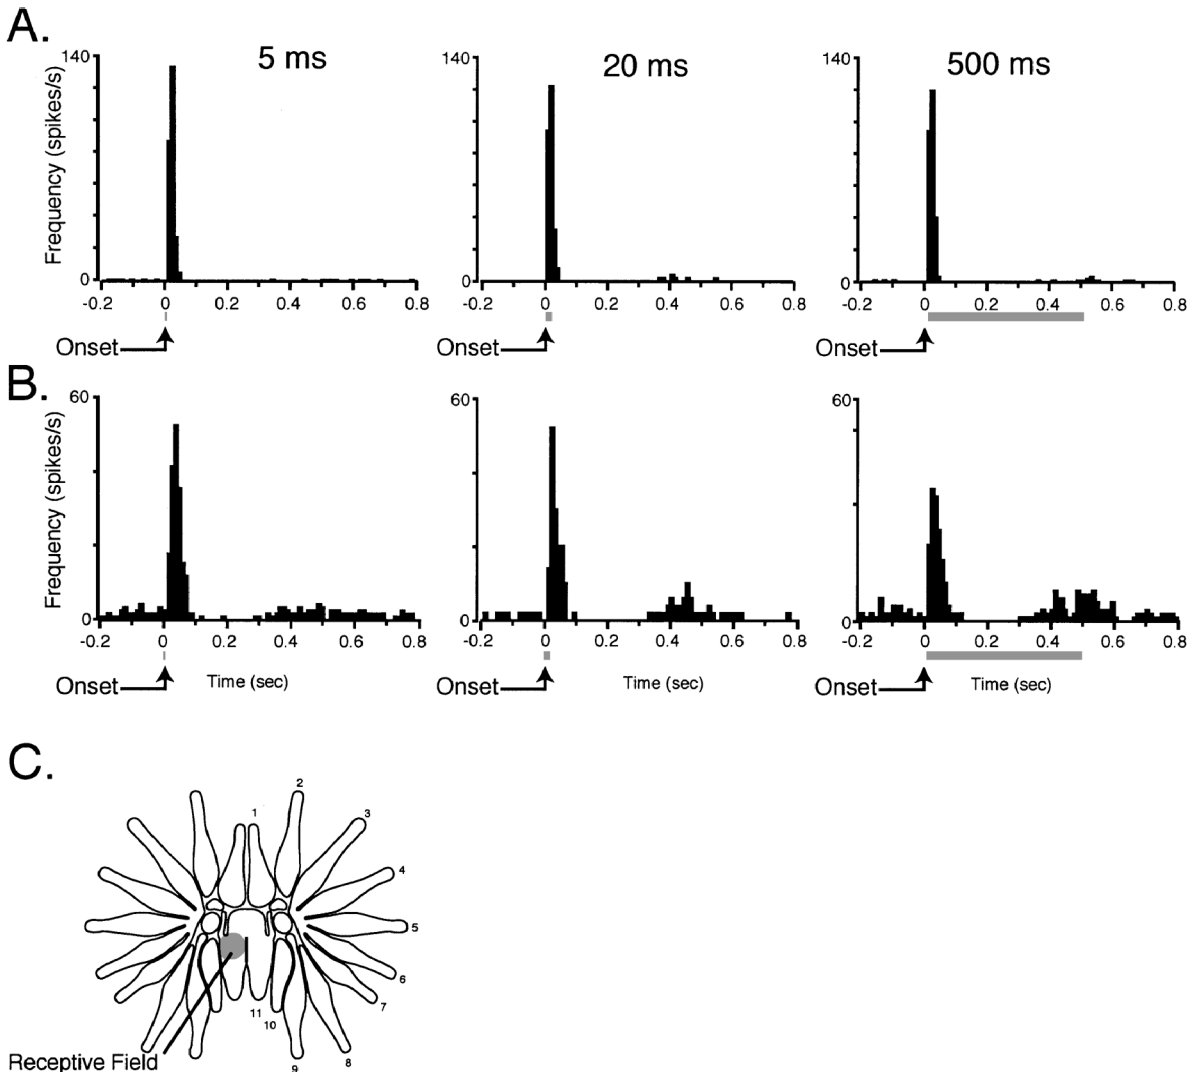 A.
5 ms
20 ms
500 ms
Frequency (spikes/s)
140
0
-0.2 0 0.2 0.4 0.6 0.8
Onset
140
0
-0.2 0 0.2 0.4 0.6 0.8
Onset
140
0
-0.2 0 0.2 0.4 0.6 0.8
Onset
B.
Frequency (spikes/s)
60
0
-0.2 0 0.2 0.4 0.6 0.8
Onset
Time (sec)
60
0
-0.2 0 0.2 0.4 0.6 0.8
Onset
Time (sec)
60
0
-0.2 0 0.2 0.4 0.6 0.8
Onset
Time (sec)
C.
1
2
3
4
5
6
7
8
9
10
11
Receptive Field